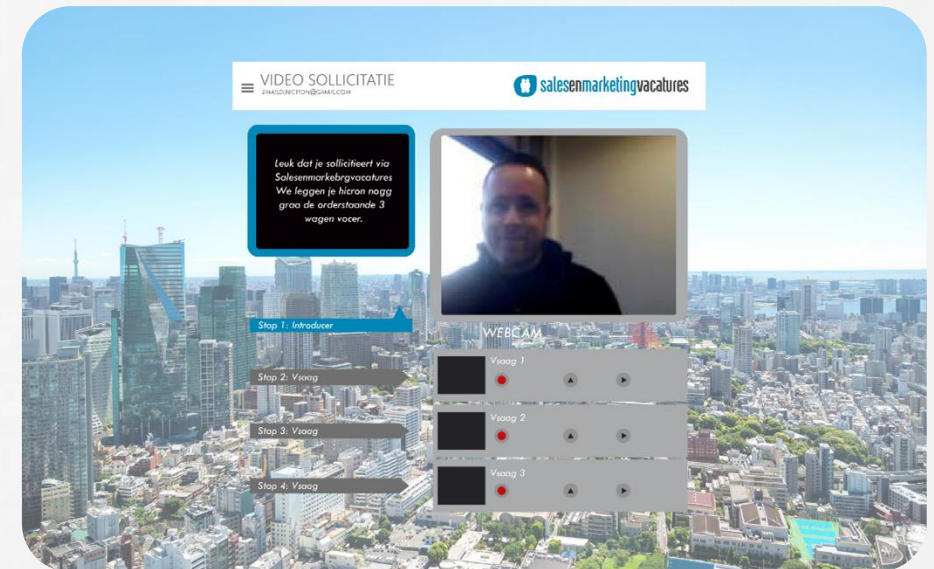 VIDEO SOLLICITATIE
salesenmarketingvacatures
Leuk dat je sollicitieert via
Salesenmarkebrgvacatures
We leggen je hicron nogg
graa de orderstaande 3
wagen vocer.
Stap 1: Introducer
WEBCAM
Vsaag 1
Stap 2: Vsaag
Vsaag 2
Stap 3: Vsaag
Vsaag 3
Stap 4: Vsaag